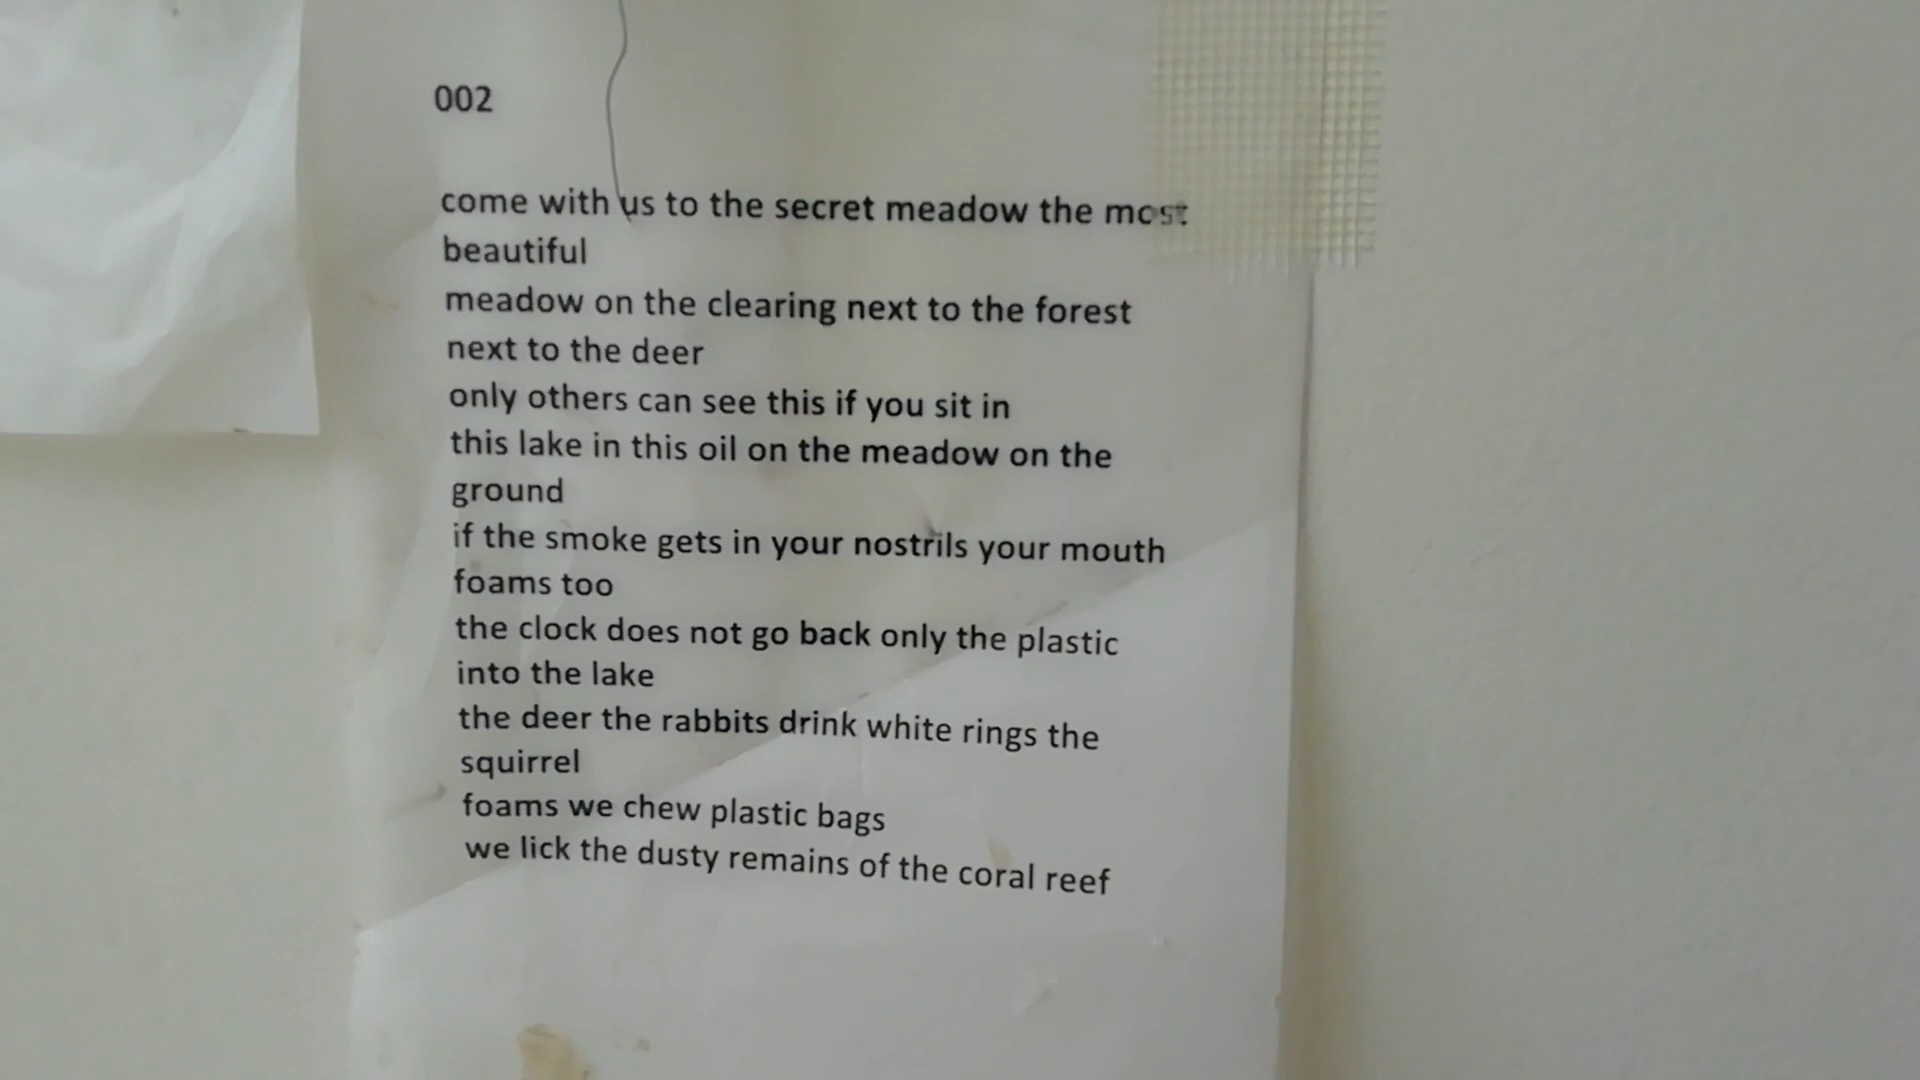 002
come with us to the secret meadow the most
beautiful
meadow on the clearing next to the forest
next to the deer
only others can see this if you sit in
this lake in this oil on the meadow on the
ground
if the smoke gets in your nostrils your mouth
foams too
the clock does not go back only the plastic
into the lake
the deer the rabbits drink white rings the
squirrel
foams we chew plastic bags
we lick the dusty remains of the coral reef